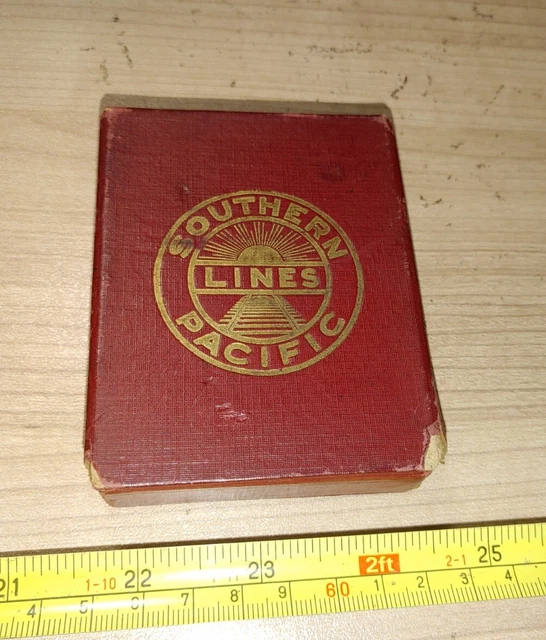 SOUTHERN
LINES
PACIFIC
21 1-10 22 23 2ft 2-1 25
4 5 6 7 8 9 60 1 2 3 4